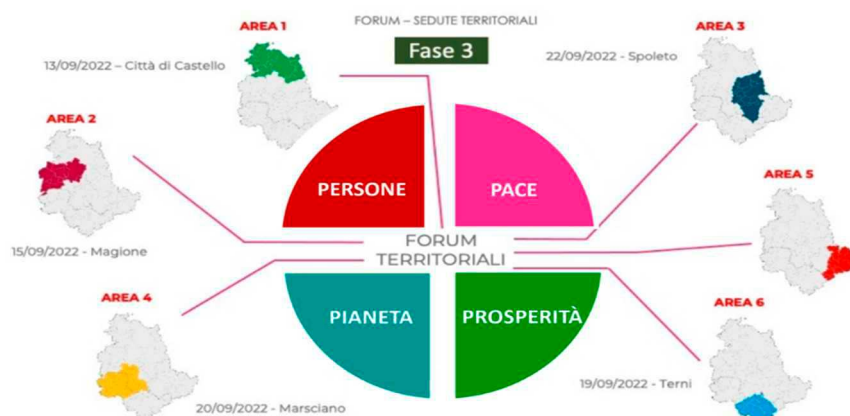 FORUM – SEDUTE TERRITORIALI
Fase 3
AREA 1
13/09/2022 – Città di Castello
AREA 3
22/09/2022 - Spoleto
AREA 2
15/09/2022 - Magione
AREA 5
PERSONE
PACE
FORUM
TERRITORIALI
PIANETA
PROSPERITÀ
AREA 4
20/09/2022 - Marsciano
AREA 6
19/09/2022 - Terni